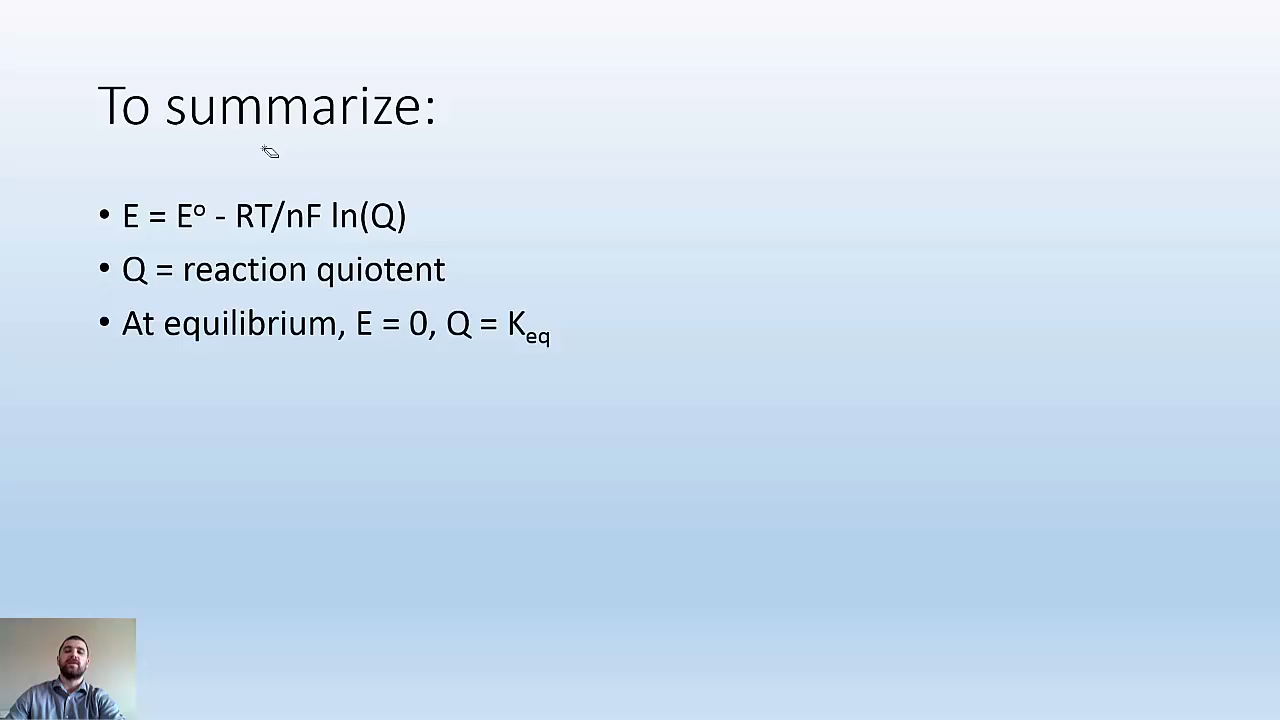 To summarize:
• E = Eº - RT/nF ln(Q)
• Q = reaction quiotent
• At equilibrium, E = 0, Q = Keq